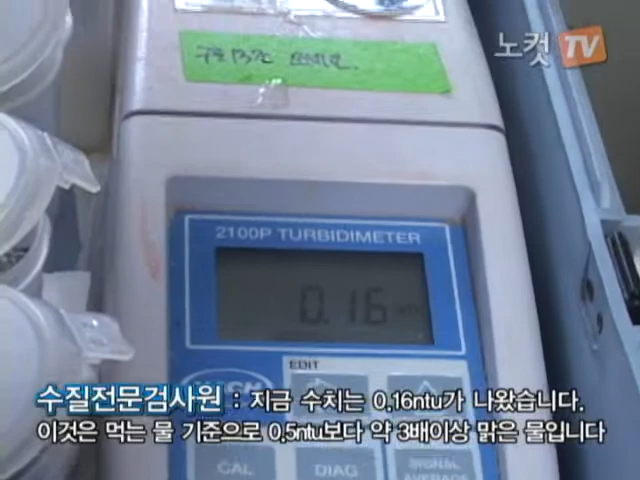 노컷TV
2100P TURBIDIMETER
0.16
EDIT
수질전문검사원 : 지금 수치는 0.16ntu가 나왔습니다.
이것은 먹는 물 기준으로 0.5ntu보다 약 3배이상 맑은 물입니다
CAL DIAG SIGNAL
AVERAGE